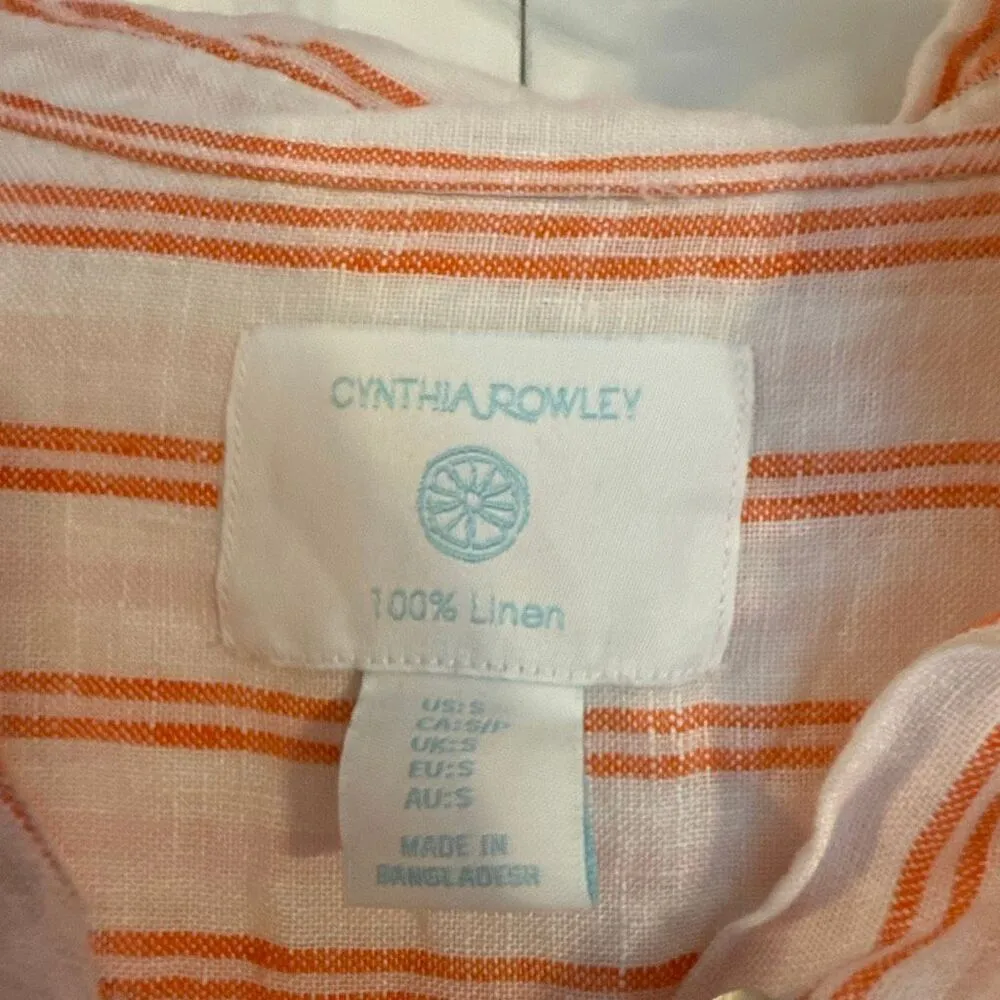 CYNTHIA ROWLEY
100% Linen
US:S
CA:S/P
UK:S
EU:S
AU:S
MADE IN
BANGLADESH